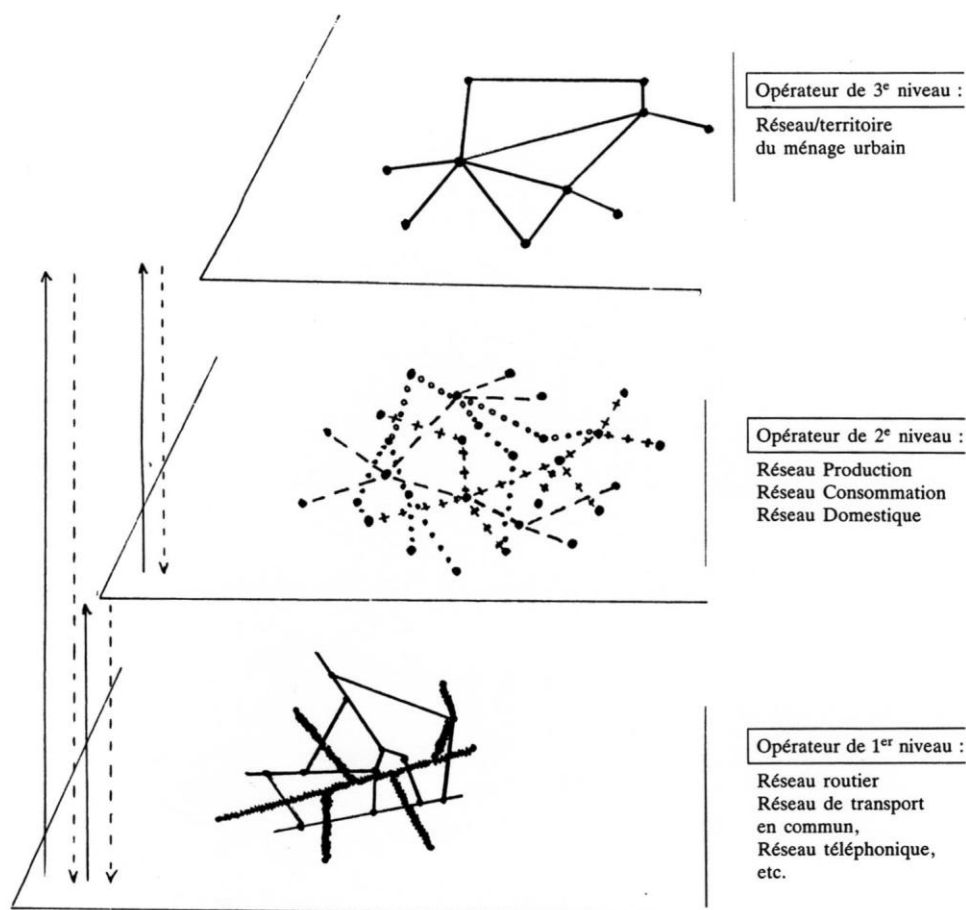 Opérateur de 3e niveau :
Réseau/territoire
du ménage urbain
Opérateur de 2e niveau :
Réseau Production
Réseau Consommation
Réseau Domestique
Opérateur de 1er niveau :
Réseau routier
Réseau de transport
en commun,
Réseau téléphonique,
etc.